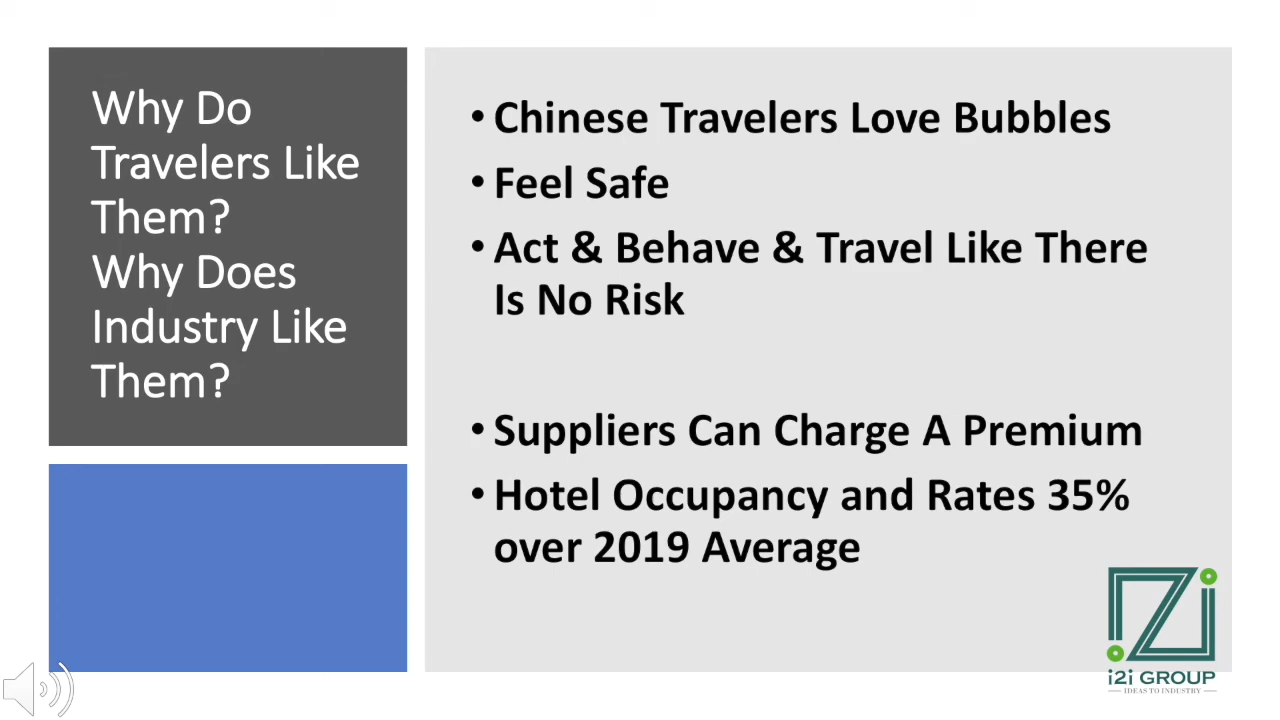 Why Do
Travelers Like
Them?
Why Does
Industry Like
Them?
• Chinese Travelers Love Bubbles
• Feel Safe
• Act & Behave & Travel Like There
Is No Risk
• Suppliers Can Charge A Premium
• Hotel Occupancy and Rates 35%
over 2019 Average
i2i
i2i GROUP
IDEAS TO INDUSTRY